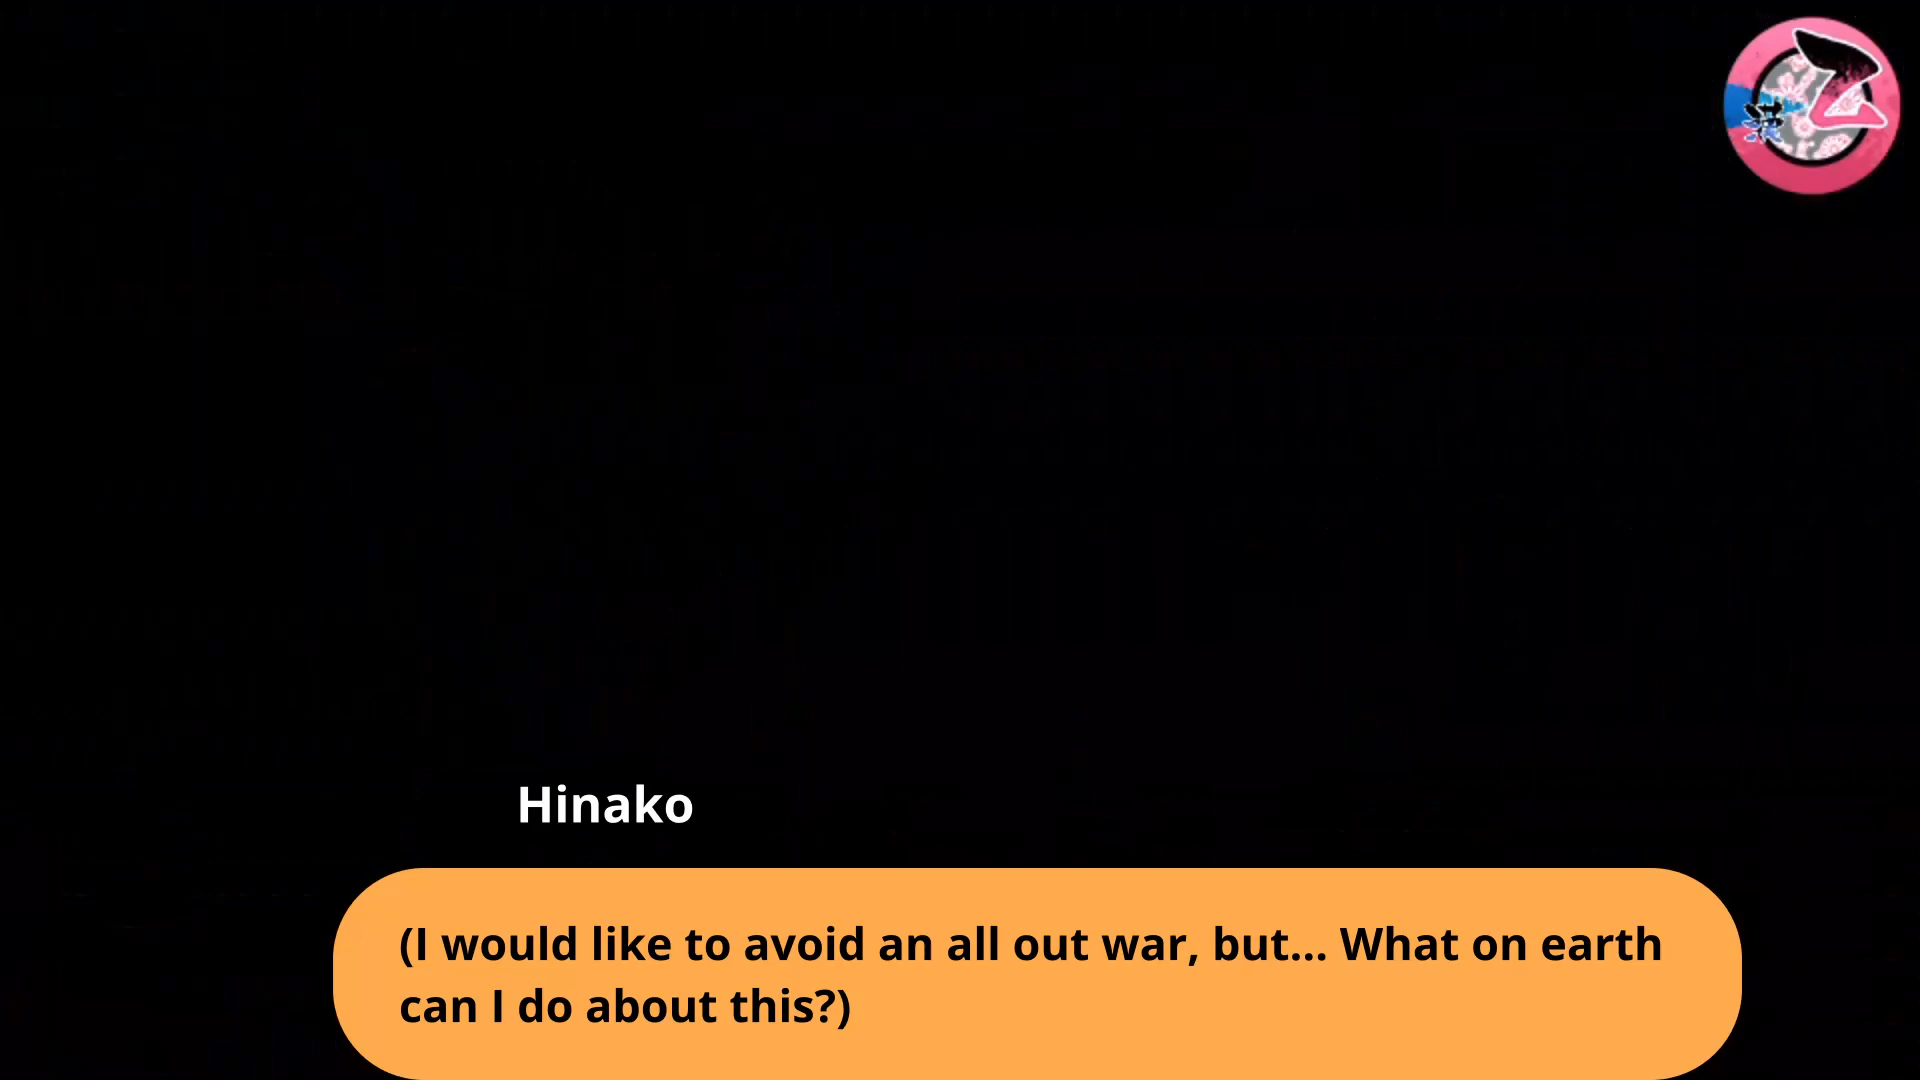 Hinako
(I would like to avoid an all out war, but... What on earth
can I do about this?)